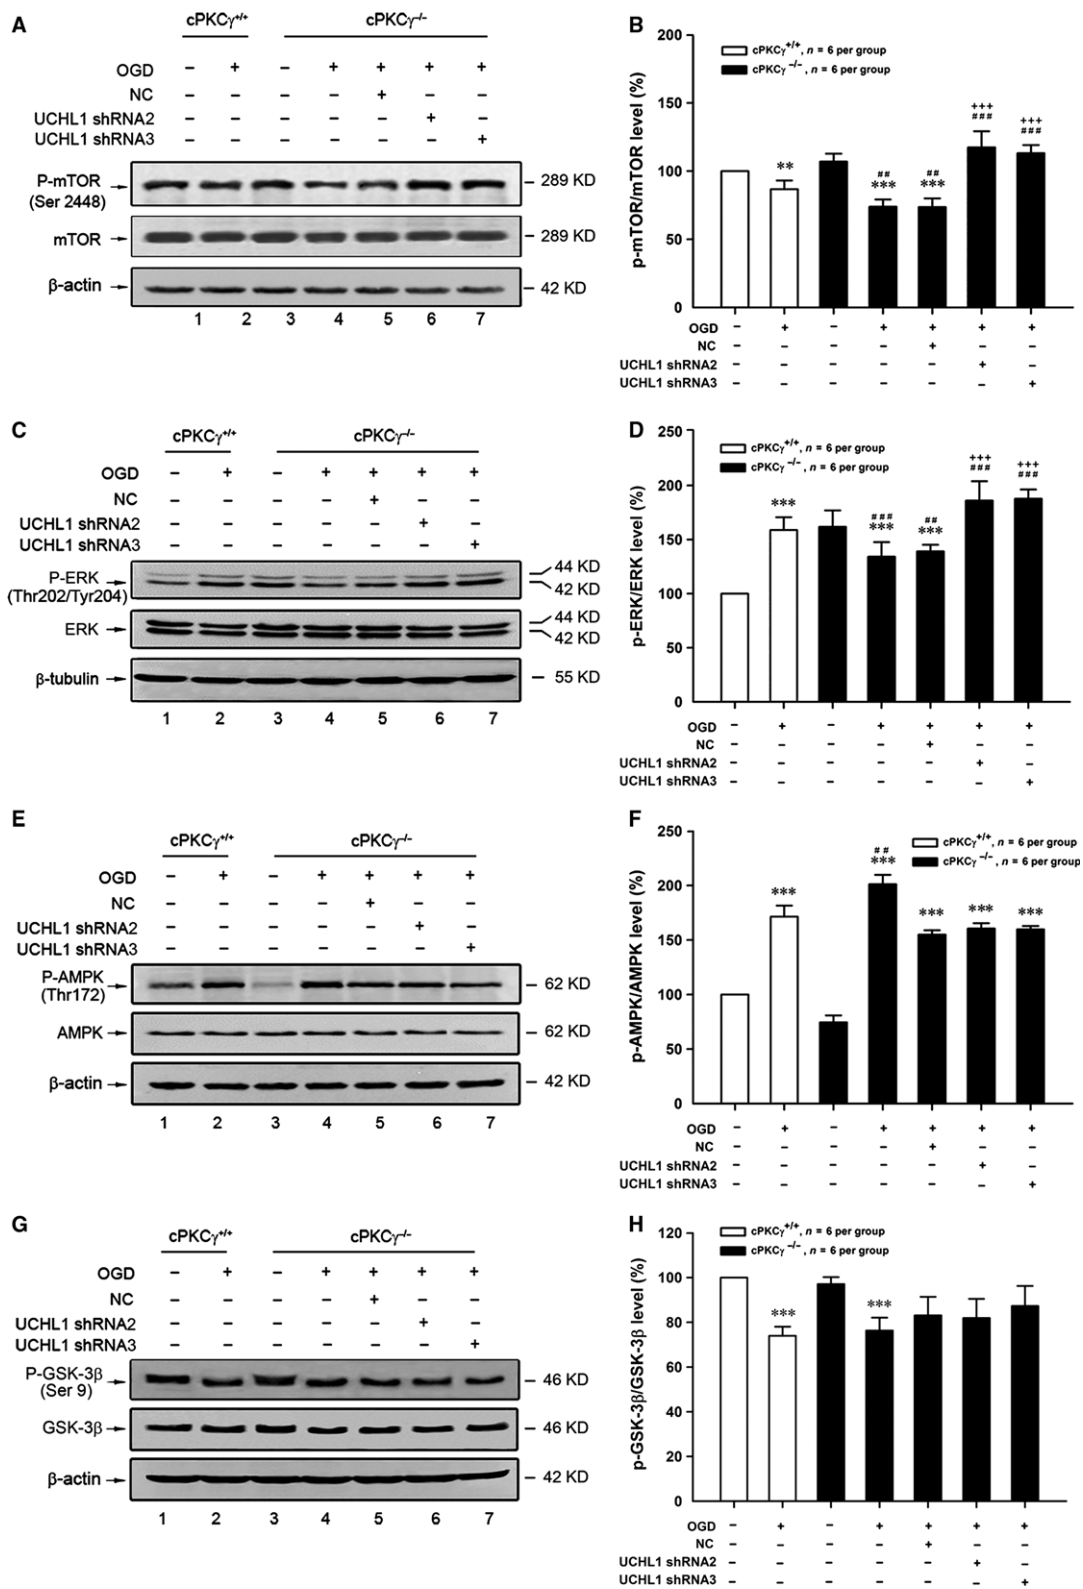 A
cPKCγ+/+ cPKCγ–/–
OGD – + – + + + +
NC – – – – + – –
UCHL1 shRNA2 – – – – – + –
UCHL1 shRNA3 – – – – – – +
P-mTOR
(Ser 2448)
289 KD
mTOR
289 KD
β-actin
42 KD
1 2 3 4 5 6 7
B
p-mTOR/mTOR level (%)
200
150
100
50
0
cPKCγ+/+, n = 6 per group
cPKCγ –/–, n = 6 per group
+++
###
+++
###
**
##
***
##
***
OGD – + – + + + +
NC – – – – + – –
UCHL1 shRNA2 – – – – – + –
UCHL1 shRNA3 – – – – – – +
C
cPKCγ+/+ cPKCγ–/–
OGD – + – + + + +
NC – – – – + – –
UCHL1 shRNA2 – – – – – + –
UCHL1 shRNA3 – – – – – – +
P-ERK
(Thr202/Tyr204)
44 KD
42 KD
ERK
44 KD
42 KD
β-tubulin
55 KD
1 2 3 4 5 6 7
D
p-ERK/ERK level (%)
250
200
150
100
50
0
cPKCγ+/+, n = 6 per group
cPKCγ –/–, n = 6 per group
***
###
***
##
***
+++
###
+++
###
OGD – + – + + + +
NC – – – – + – –
UCHL1 shRNA2 – – – – – + –
UCHL1 shRNA3 – – – – – – +
E
cPKCγ+/+ cPKCγ–/–
OGD – + – + + + +
NC – – – – + – –
UCHL1 shRNA2 – – – – – + –
UCHL1 shRNA3 – – – – – – +
P-AMPK
(Thr172)
62 KD
AMPK
62 KD
β-actin
42 KD
1 2 3 4 5 6 7
F
p-AMPK/AMPK level (%)
250
200
150
100
50
0
cPKCγ+/+, n = 6 per group
cPKCγ –/–, n = 6 per group
***
##
***
***
***
***
OGD – + – + + + +
NC – – – – + – –
UCHL1 shRNA2 – – – – – + –
UCHL1 shRNA3 – – – – – – +
G
cPKCγ+/+ cPKCγ–/–
OGD – + – + + + +
NC – – – – + – –
UCHL1 shRNA2 – – – – – + –
UCHL1 shRNA3 – – – – – – +
P-GSK-3β
(Ser 9)
46 KD
GSK-3β
46 KD
β-actin
42 KD
1 2 3 4 5 6 7
H
p-GSK-3β/GSK-3β level (%)
120
100
80
60
40
20
0
cPKCγ+/+, n = 6 per group
cPKCγ –/–, n = 6 per group
***
***
OGD – + – + + + +
NC – – – – + – –
UCHL1 shRNA2 – – – – – + –
UCHL1 shRNA3 – – – – – – +